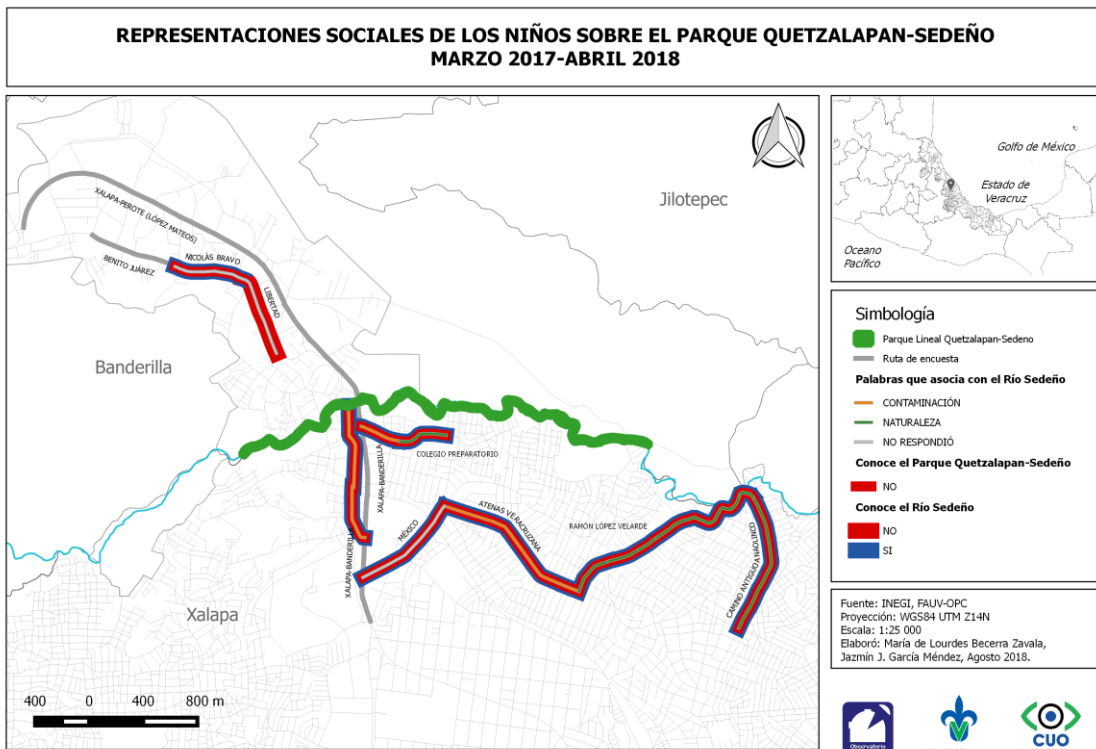 REPRESENTACIONES SOCIALES DE LOS NIÑOS SOBRE EL PARQUE QUETZALAPAN-SEDEÑO
MARZO 2017-ABRIL 2018
Jilotepec
XALAPA-PEROTE (LÓPEZ MATEOS)
NICOLÁS BRAVO
BENITO JUÁREZ
LIBERTAD
Banderilla
XALAPA-BANDERILLA
COLEGIO PREPARATORIO
MÉXICO
ATENAS VERACRUZANA
RAMÓN LÓPEZ VELARDE
XALAPA-BANDERILLA
CAMINO ANTIGUO A NAOLINCO
Xalapa
400 0 400 800 m
Golfo de México
Estado de
Veracruz
Oceano
Pacífico
Simbología
Parque Lineal Quetzalapan-Sedeno
Ruta de encuesta
Palabras que asocia con el Río Sedeño
CONTAMINACIÓN
NATURALEZA
NO RESPONDIÓ
Conoce el Parque Quetzalapan-Sedeño
NO
Conoce el Río Sedeño
NO
SI
Fuente: INEGI, FAUV-OPC
Proyección: WGS84 UTM Z14N
Escala: 1:25 000
Elaboró: María de Lourdes Becerra Zavala,
Jazmín J. García Méndez, Agosto 2018.
Observatorio
CUO